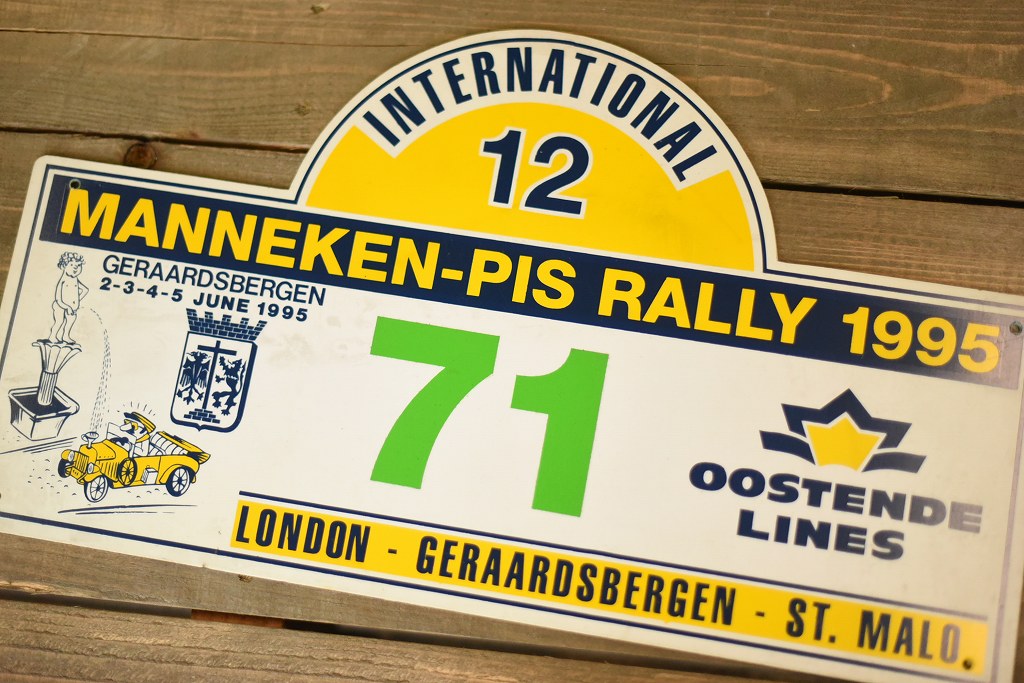 INTERNATIONAL
12
MANNEKEN-PIS RALLY 1995
GERAARDSBERGEN
2-3-4-5 JUNE 1995
71
OOSTENDE
LINES
LONDON - GERAARDSBERGEN - ST. MALO